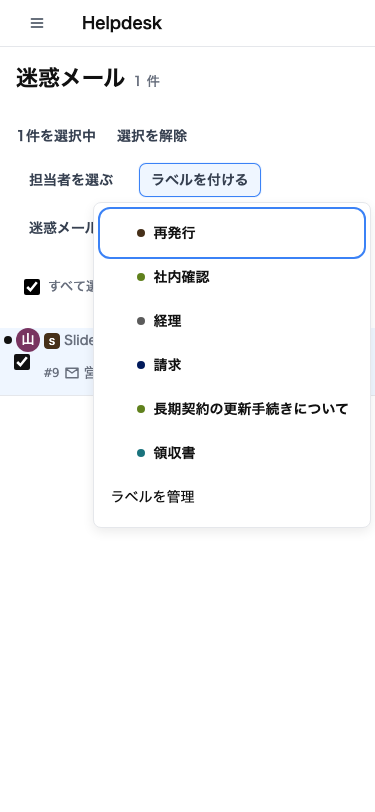 Helpdesk
迷惑メール 1 件
1件を選択中 選択を解除
担当者を選ぶ ラベルを付ける
迷惑メール
再発行
すべて
社内確認
経理
山 S Slide
請求
#9
長期契約の更新手続きについて
領収書
ラベルを管理